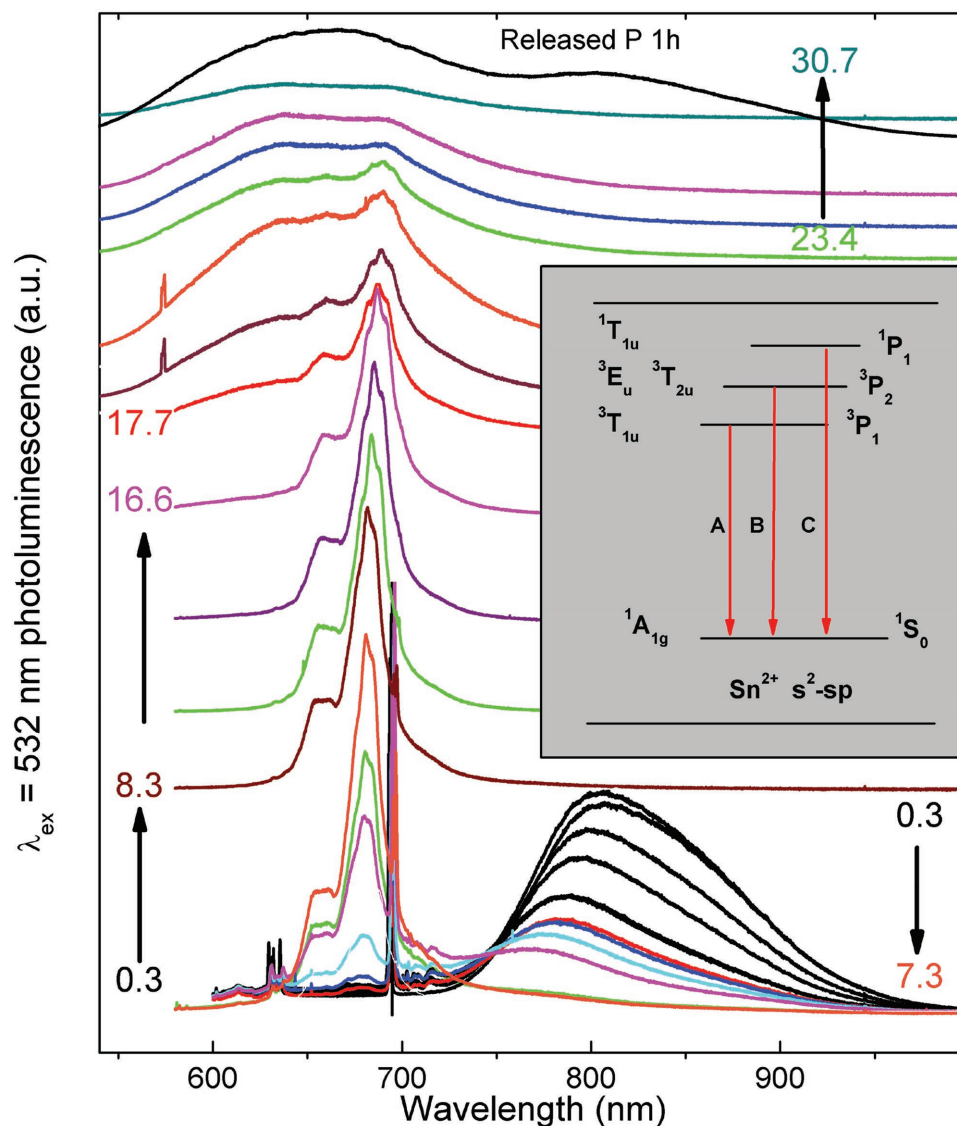 Released P 1h
30.7
23.4
17.7
16.6
8.3
0.3
0.3
7.3
¹T₁ᵤ
¹P₁
³Eᵤ ³T₂ᵤ
³P₂
³T₁ᵤ
³P₁
A B C
¹A₁g
¹S₀
Sn²⁺ s²-sp
λex = 532 nm photoluminescence (a.u.)
600 700 800 900
Wavelength (nm)